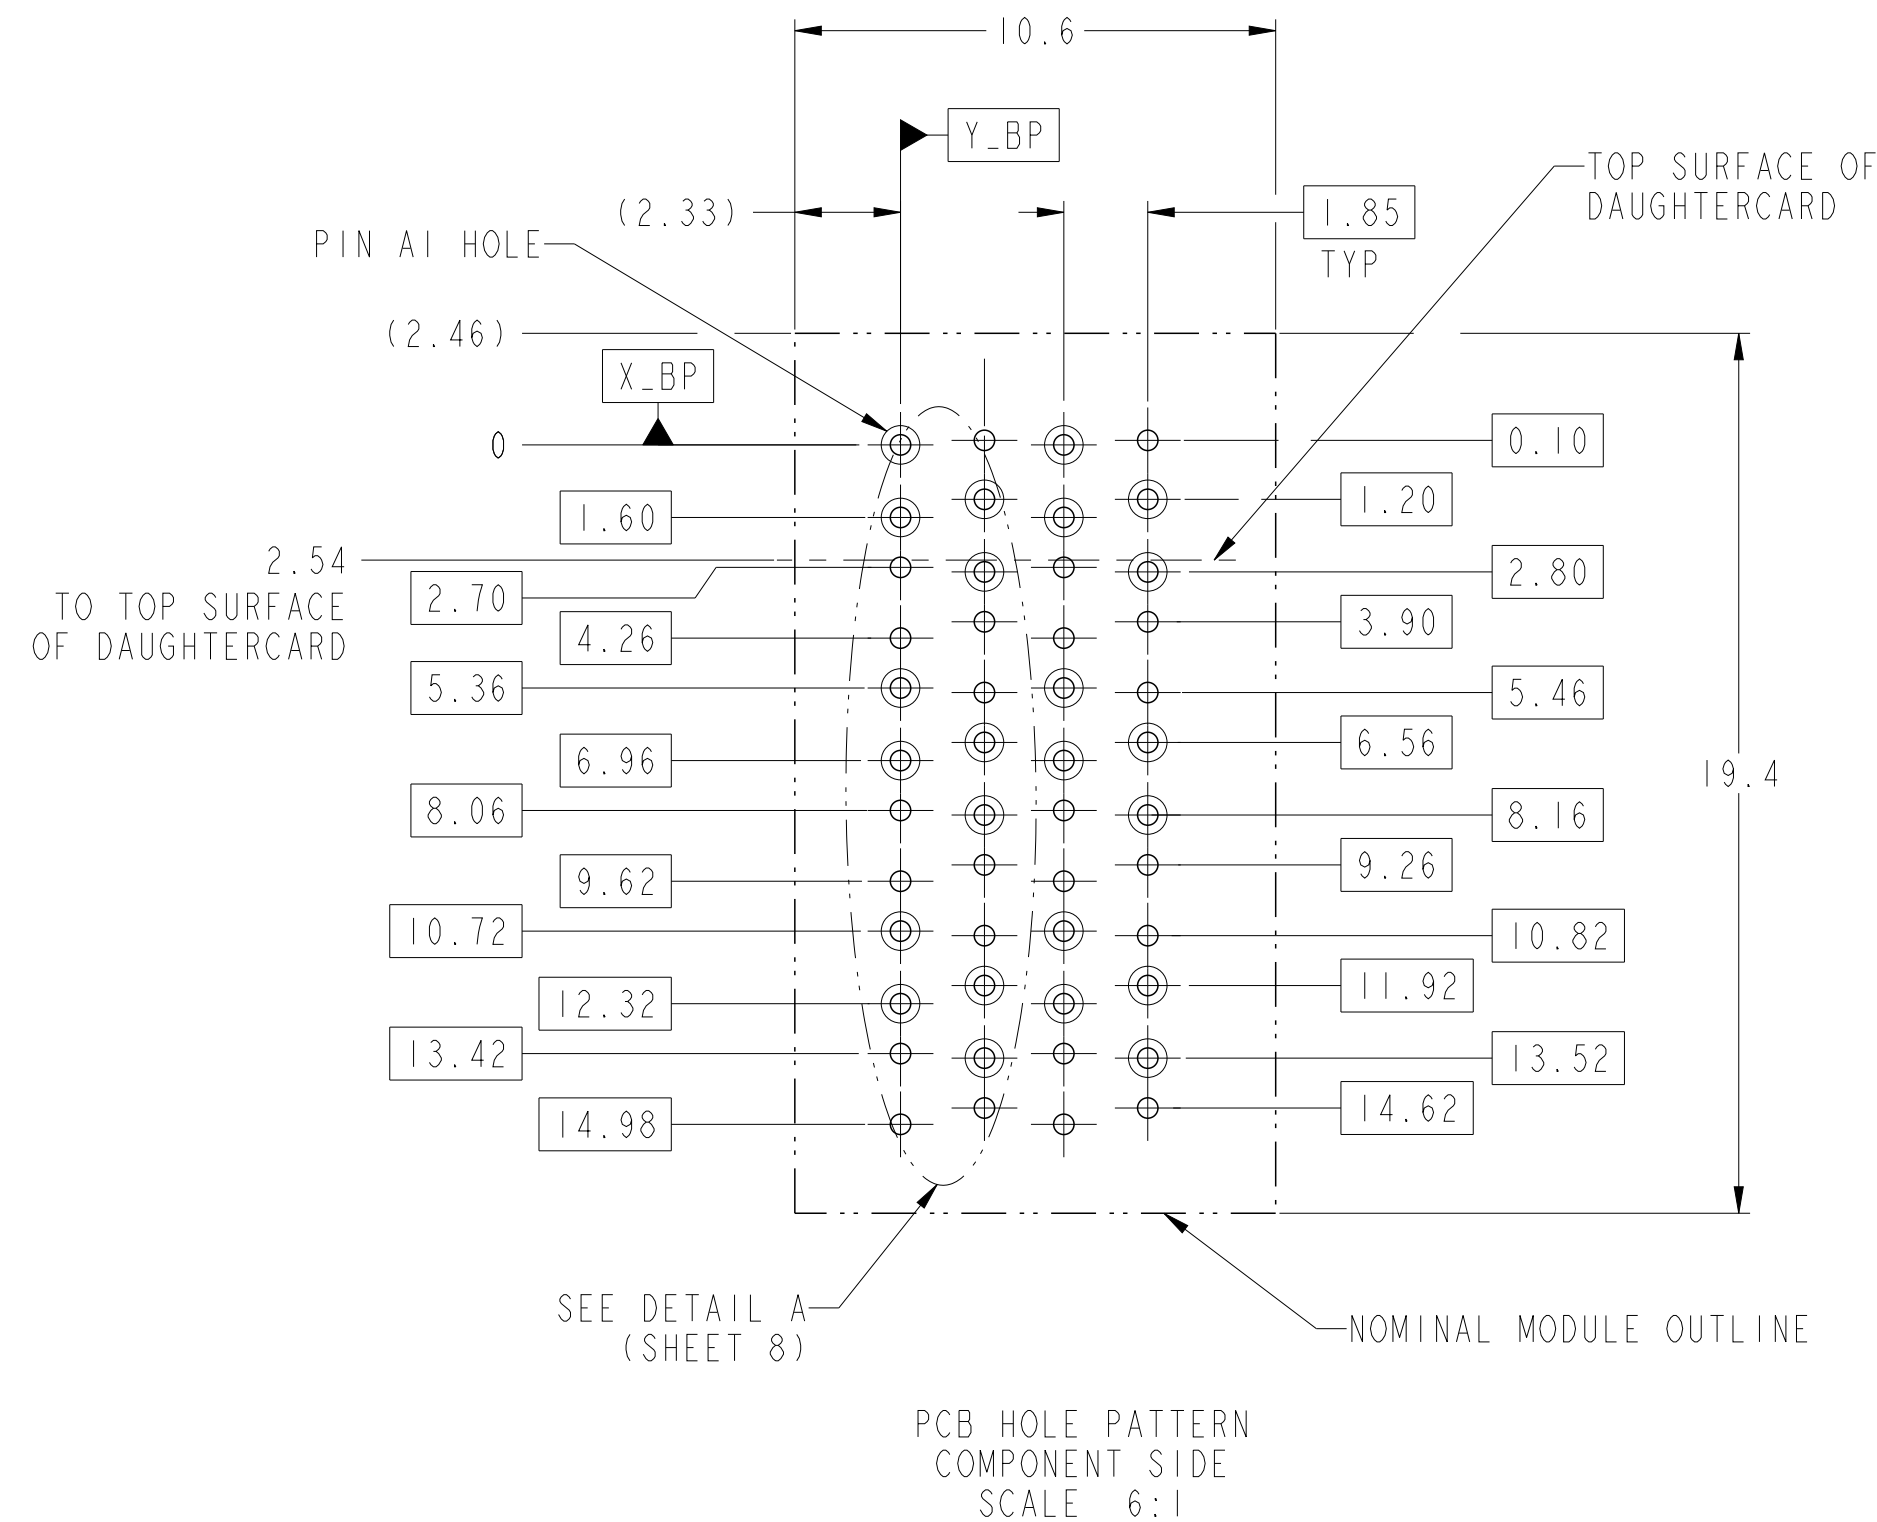 10.6
Y_BP
TOP SURFACE OF
DAUGHTERCARD
(2.33)
1.85
TYP
PIN A1 HOLE
(2.46)
X_BP
0
0.10
1.20
1.60
2.54
TO TOP SURFACE
OF DAUGHTERCARD
2.70
2.80
4.26
3.90
5.36
5.46
6.96
6.56
19.4
8.06
8.16
9.62
9.26
10.72
10.82
12.32
11.92
13.42
13.52
14.98
14.62
SEE DETAIL A
(SHEET 8)
NOMINAL MODULE OUTLINE
PCB HOLE PATTERN
COMPONENT SIDE
SCALE 6:1